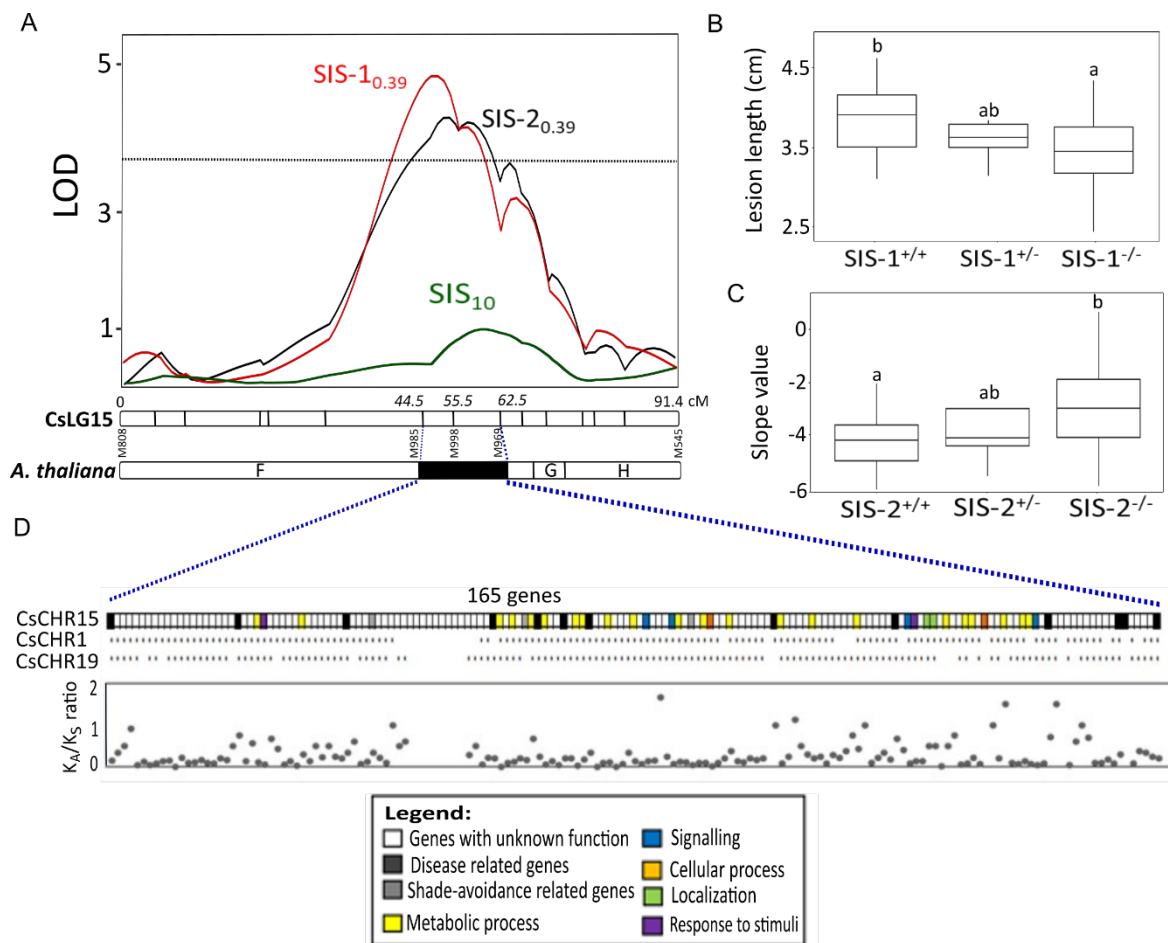 A
LOD
5
3
1
SIS-1₀.₃₉
SIS-2₀.₃₉
SIS₁₀
0 44.5 55.5 62.5 91.4 cM
CsLG15
M808 M985 M998 M969 M545
A. thaliana F G H
B
Lesion length (cm)
4.5
3.5
2.5
b ab a
SIS-1+/+ SIS-1+/- SIS-1-/-
C
Slope value
0
-2
-4
-6
a ab b
SIS-2+/+ SIS-2+/- SIS-2-/-
D
165 genes
CsCHR15
CsCHR1
CsCHR19
KA/KS ratio
2
1
0
Legend:
Genes with unknown function
Disease related genes
Shade-avoidance related genes
Metabolic process
Signalling
Cellular process
Localization
Response to stimuli